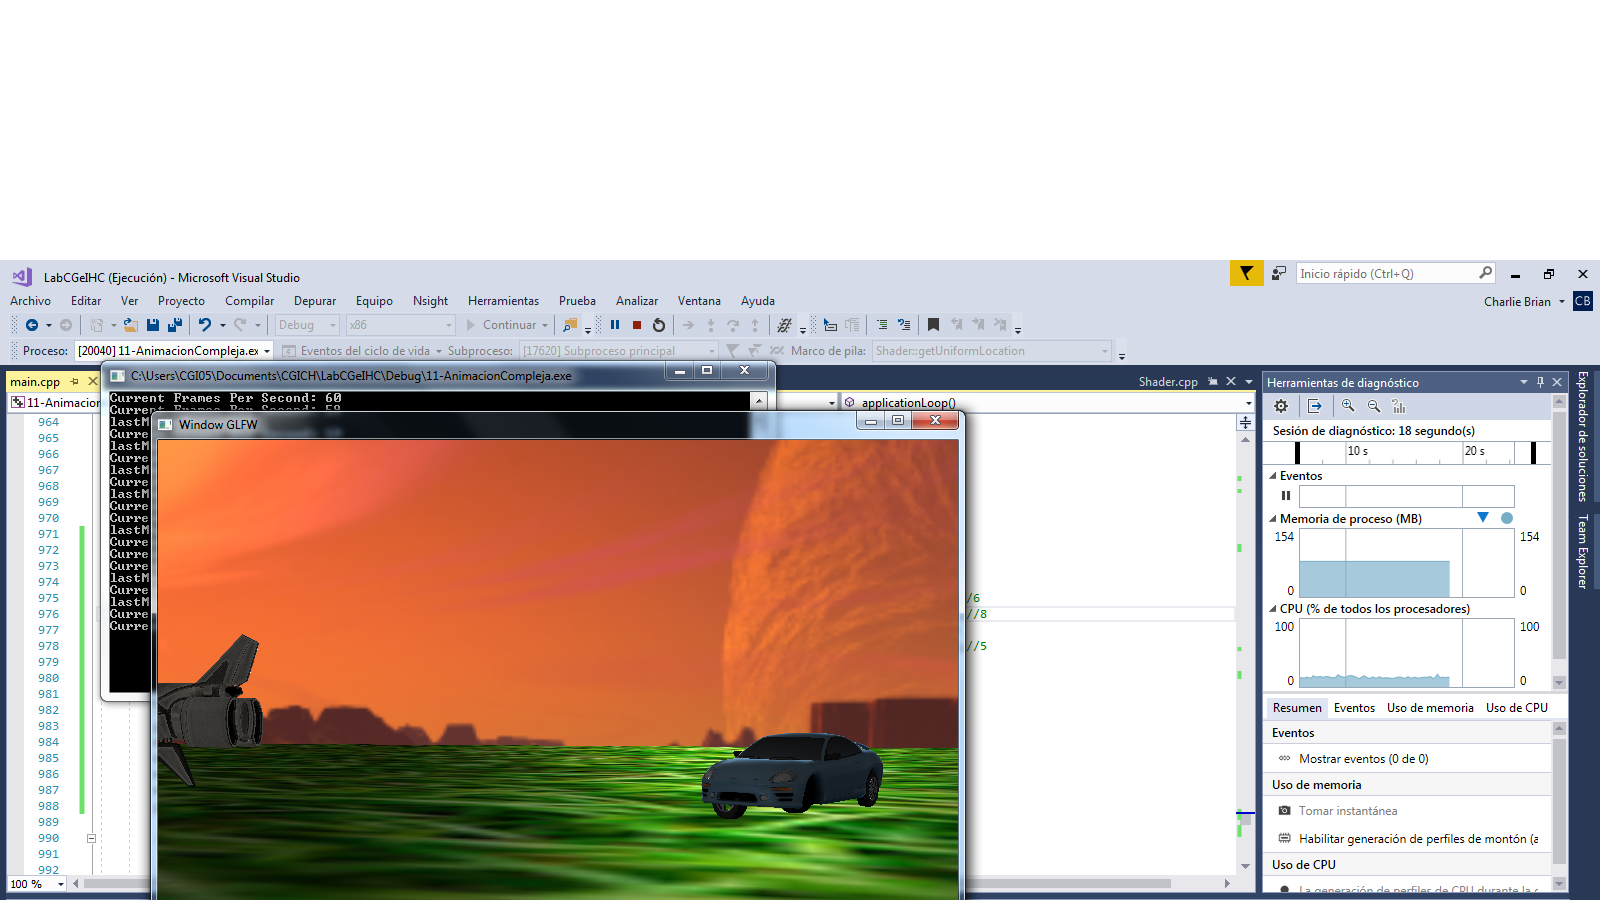 LabCGeIHC (Ejecución) - Microsoft Visual Studio
Inicio rápido (Ctrl+Q)
Archivo Editar Ver Proyecto Compilar Depurar Equipo Nsight Herramientas Prueba Analizar Ventana Ayuda
Charlie Brian CB
Debug x86 Continuar
Proceso: [20040] 11-AnimacionCompleja.ex Eventos del ciclo de vida Subproceso: [17620] Subproceso principal Marco de pila: Shader::getUniformLocation
main.cpp
C:\Users\CGI05\Documents\CGICH\LabCGeIHC\Debug\11-AnimacionCompleja.exe
Shader.cpp
11-Animacion
applicationLoop()
Current Frames Per Second: 60
Current Frames Per Second: 59
lastM
Curre
Curre
lastM
Curre
lastM
Curre
Curre
lastM
Curre
Curre
Curre
lastM
Curre
lastM
Curre
Curre
Window GLFW
964
965
966
967
968
969
970
971
972
973
974
975
976
977
978
979
980
981
982
983
984
985
986
987
988
989
990
991
992
/6
//8
//5
100 %
Herramientas de diagnóstico
Sesión de diagnóstico: 18 segundo(s)
10 s 20 s
Eventos
Memoria de proceso (MB)
154 154
0 0
CPU (% de todos los procesadores)
100 100
0 0
Resumen Eventos Uso de memoria Uso de CPU
Eventos
Mostrar eventos (0 de 0)
Uso de memoria
Tomar instantánea
Habilitar generación de perfiles de montón (a
Uso de CPU
La generación de perfiles de CPU durante la
Explorador de soluciones
Team Explorer